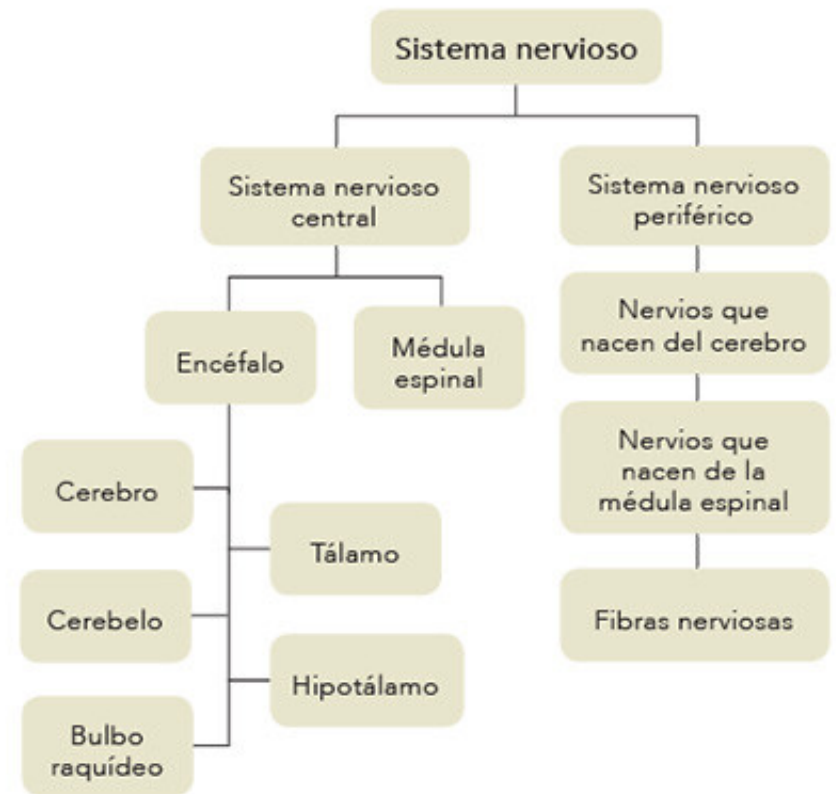 Sistema nervioso
Sistema nervioso
central
Sistema nervioso
periférico
Encéfalo
Médula
espinal
Nervios que
nacen del cerebro
Cerebro
Nervios que
nacen de la
médula espinal
Tálamo
Cerebelo
Fibras nerviosas
Hipotálamo
Bulbo
raquídeo